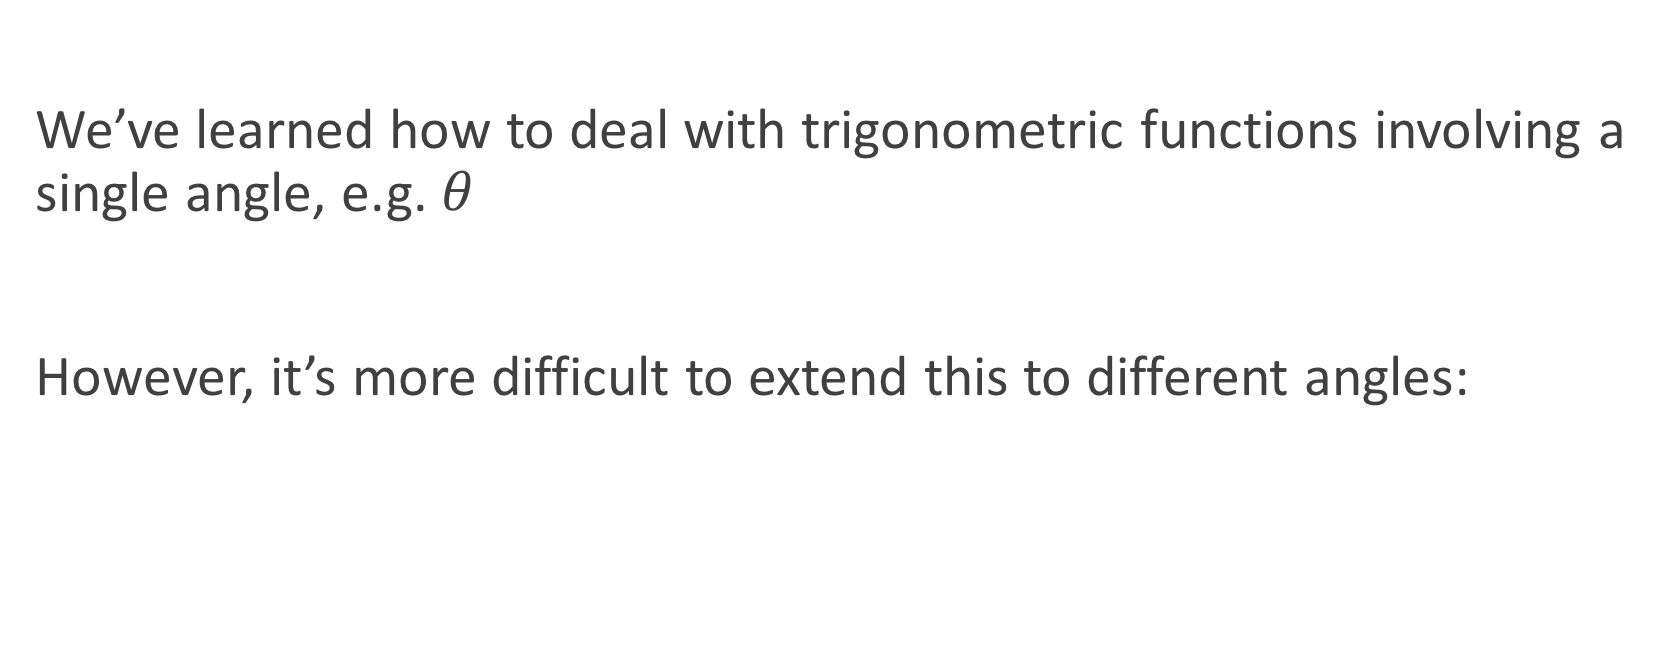 We’ve learned how to deal with trigonometric functions involving a
single angle, e.g. 𝜃
However, it’s more difficult to extend this to different angles: